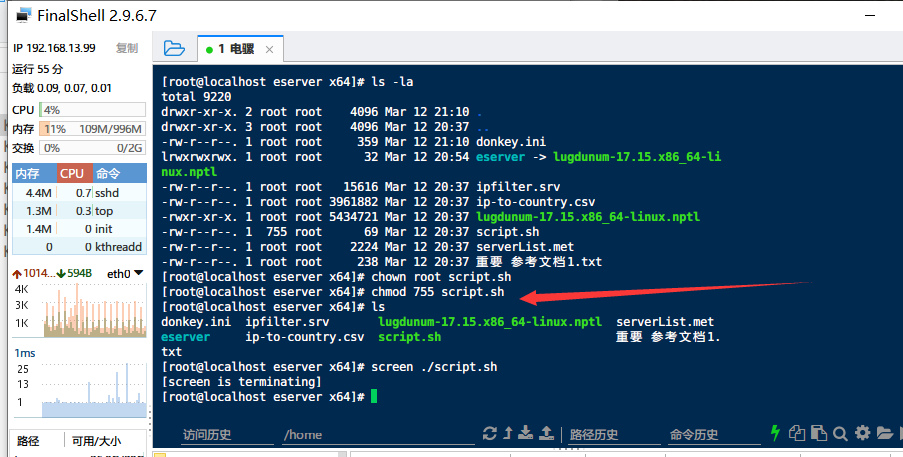 FinalShell 2.9.6.7
IP 192.168.13.99 复制
运行 55 分
负载 0.09, 0.07, 0.01
CPU 4%
内存 11% 109M/996M
交换 0% 0/2G
内存 CPU 命令
4.4M 0.7 sshd
1.3M 0.3 top
1.4M 0 init
0 0 kthreadd
1014... 594B eth0
4K
3K
1K
1ms
25
13
1
路径 可用/大小
1 电骡
[root@localhost eserver x64]# ls -la
total 9220
drwxr-xr-x. 2 root root 4096 Mar 12 21:10 .
drwxr-xr-x. 3 root root 4096 Mar 12 20:37 ..
-rw-r--r--. 1 root root 359 Mar 12 21:10 donkey.ini
lrwxrwxrwx. 1 root root 32 Mar 12 20:54 eserver -> lugdunum-17.15.x86_64-li
nux.nptl
-rw-r--r--. 1 root root 15616 Mar 12 20:37 ipfilter.srv
-rw-r--r--. 1 root root 3961882 Mar 12 20:37 ip-to-country.csv
-rwxr-xr-x. 1 root root 5434721 Mar 12 20:37 lugdunum-17.15.x86_64-linux.nptl
-rw-r--r--. 1 755 root 69 Mar 12 20:37 script.sh
-rw-r--r--. 1 root root 2224 Mar 12 20:37 serverList.met
-rw-r--r--. 1 root root 238 Mar 12 20:37 重要 参考文档1.txt
[root@localhost eserver x64]# chown root script.sh
[root@localhost eserver x64]# chmod 755 script.sh
[root@localhost eserver x64]# ls
donkey.ini ipfilter.srv lugdunum-17.15.x86_64-linux.nptl serverList.met
eserver ip-to-country.csv script.sh 重要 参考文档1.
txt
[root@localhost eserver x64]# screen ./script.sh
[screen is terminating]
[root@localhost eserver x64]#
访问历史 /home 路径历史 命令历史